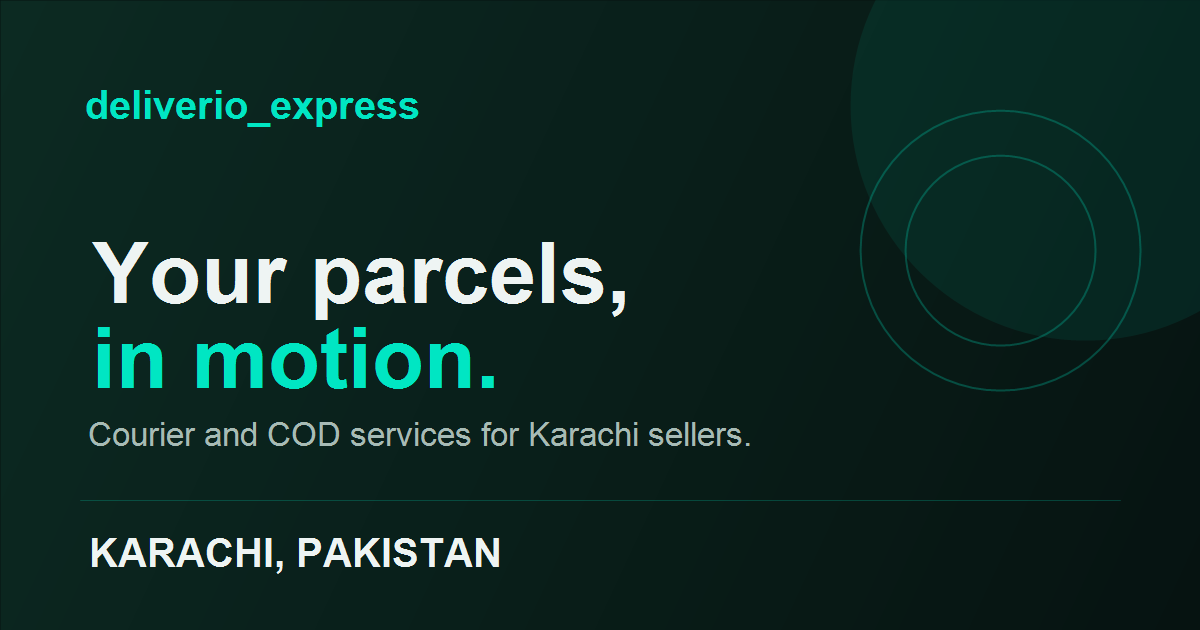 deliverio_express
Your parcels,
in motion.
Courier and COD services for Karachi sellers.
KARACHI, PAKISTAN